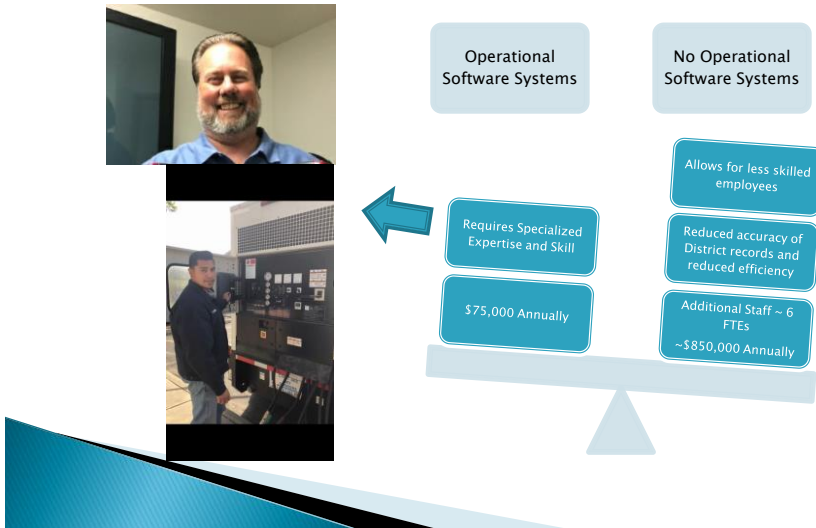 Operational
Software Systems
No Operational
Software Systems
Requires Specialized
Expertise and Skill
$75,000 Annually
Allows for less skilled
employees
Reduced accuracy of
District records and
reduced efficiency
Additional Staff ~ 6
FTEs
~$850,000 Annually